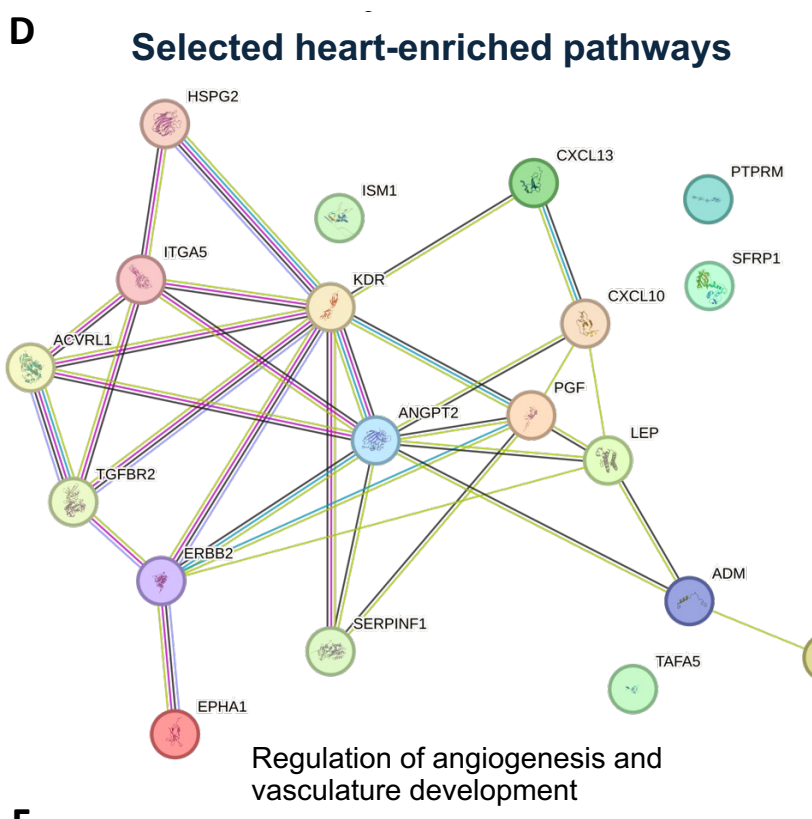 D
Selected heart-enriched pathways
HSPG2
CXCL13
PTPRM
ISM1
ITGA5
SFRP1
KDR
CXCL10
ACVRL1
PGF
ANGPT2
LEP
TGFBR2
ERBB2
ADM
SERPINF1
TAFA5
EPHA1
Regulation of angiogenesis and
vasculature development